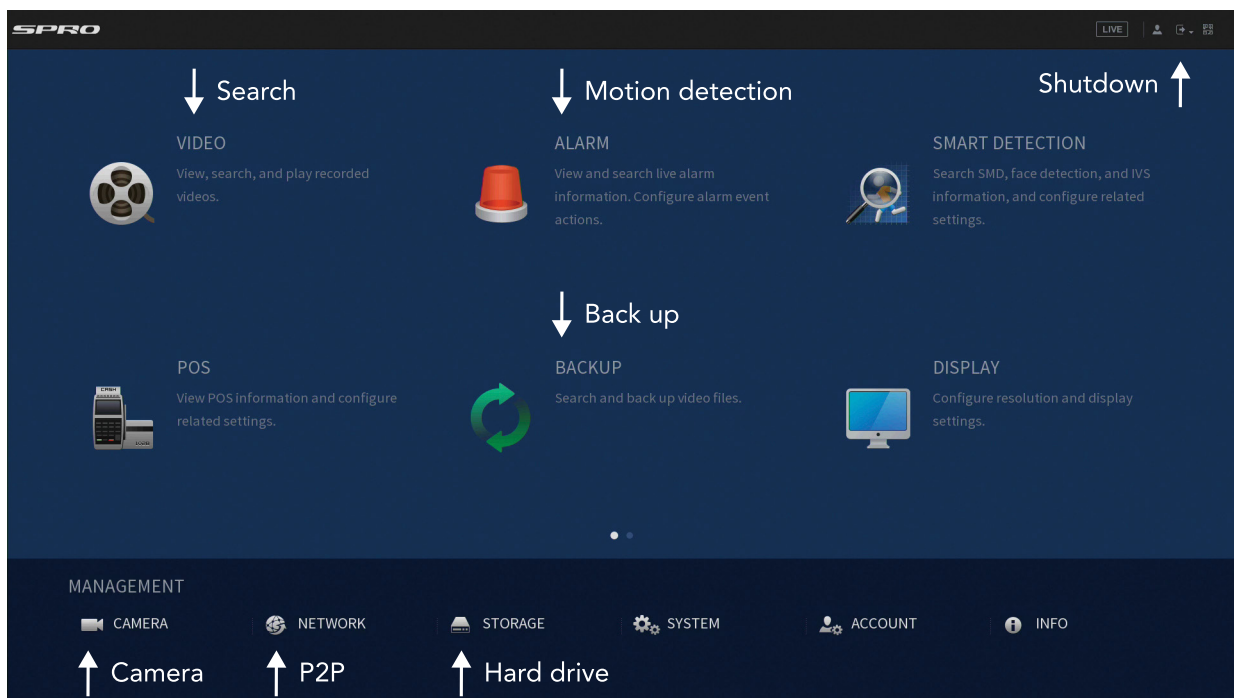 SPRO
LIVE
Search
Motion detection
Shutdown
VIDEO
View, search, and play recorded
videos.
ALARM
View and search live alarm
information. Configure alarm event
actions.
SMART DETECTION
Search SMD, face detection, and IVS
information, and configure related
settings.
Back up
POS
View POS information and configure
related settings.
CASH
BACKUP
Search and back up video files.
DISPLAY
Configure resolution and display
settings.
MANAGEMENT
CAMERA
NETWORK
STORAGE
SYSTEM
ACCOUNT
INFO
Camera
P2P
Hard drive